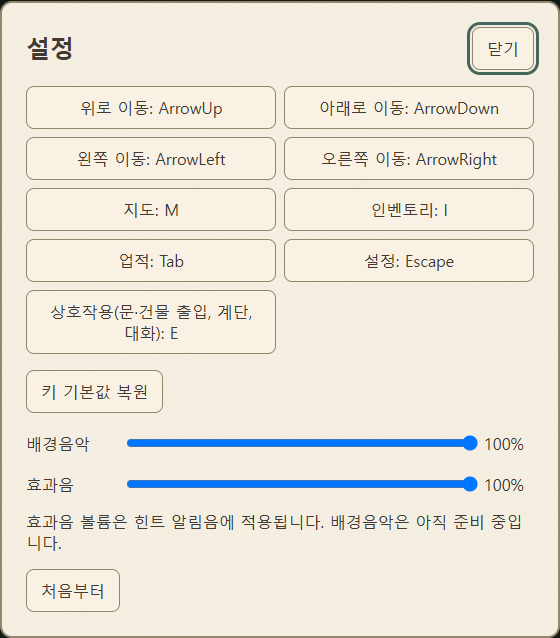 설정
닫기
위로 이동: ArrowUp
아래로 이동: ArrowDown
왼쪽 이동: ArrowLeft
오른쪽 이동: ArrowRight
지도: M
인벤토리: I
업적: Tab
설정: Escape
상호작용(문·건물 출입, 계단,
대화): E
키 기본값 복원
배경음악
100%
효과음
100%
효과음 볼륨은 힌트 알림음에 적용됩니다. 배경음악은 아직 준비 중입
니다.
처음부터